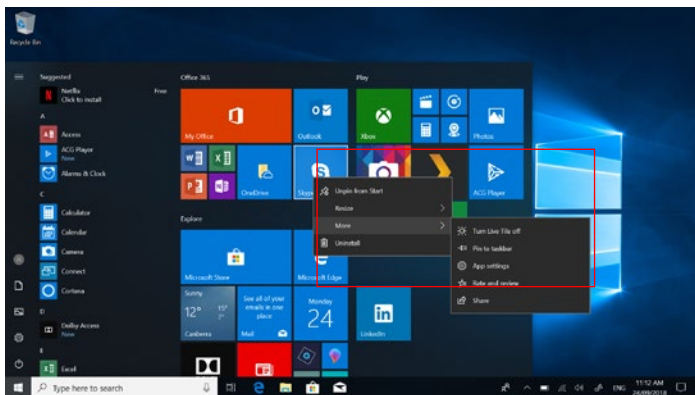 Recycle Bin
Suggested
Netflix
Click to install
Free
A
Access
ACG Player
New
Alarms & Clock
C
Calculator
Calendar
Camera
Connect
Cortana
D
Dolby Access
New
E
Excel
Office 365
My Office
Outlook
OneDrive
Explore
Microsoft Store
Microsoft Edge
Sunny
12° 15°
Canberra
See all of your
emails in one
place
Mail
Monday
24
LinkedIn
Play
Xbox
Photos
ACG Player
Unpin from Start
Resize
More
Uninstall
Turn Live Tile off
Pin to taskbar
App settings
Rate and review
Share
Type here to search
ENG
11:12 AM
24/09/2018